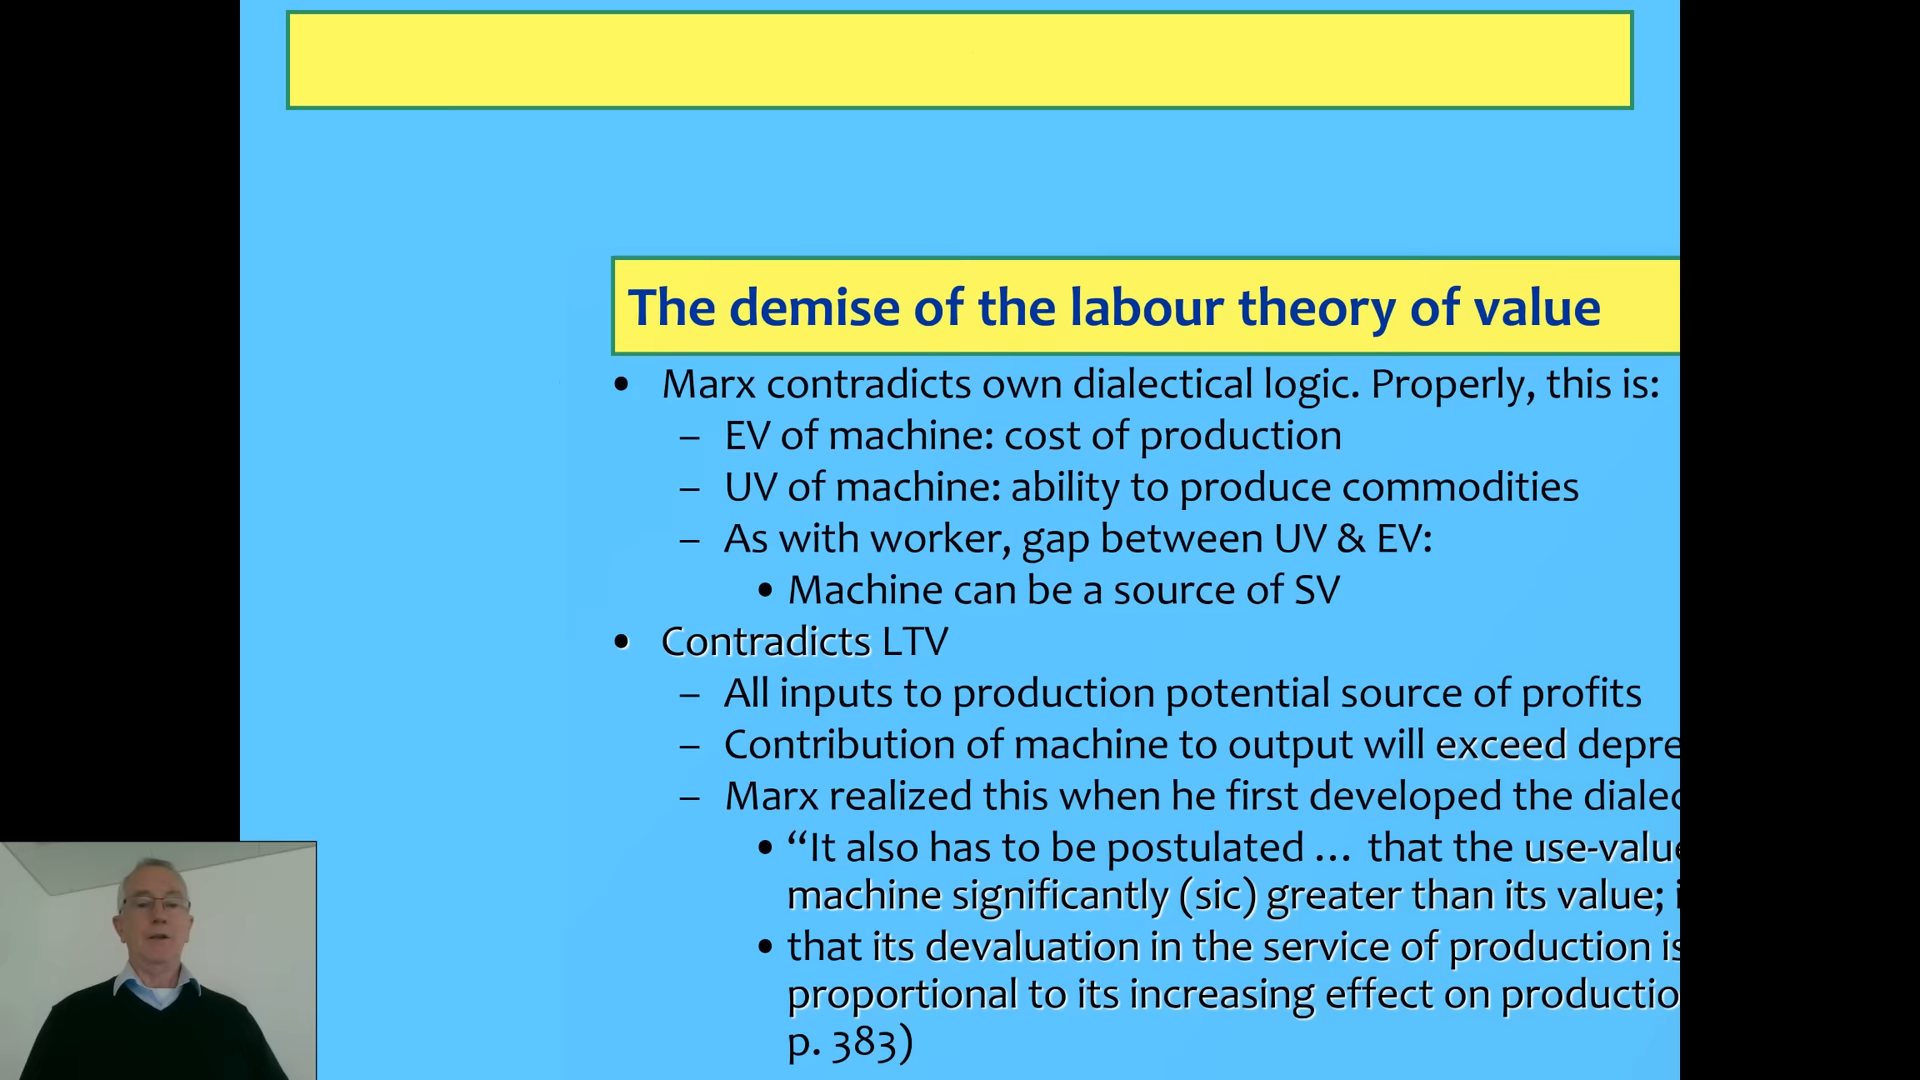 The demise of the labour theory of value
• Marx contradicts own dialectical logic. Properly, this is:
– EV of machine: cost of production
– UV of machine: ability to produce commodities
– As with worker, gap between UV & EV:
• Machine can be a source of SV
• Contradicts LTV
– All inputs to production potential source of profits
– Contribution of machine to output will exceed
– Marx realized this when he first developed the
• “It also has to be postulated … that the use-value
machine significantly (sic) greater than its value;
• that its devaluation in the service of production is
proportional to its increasing effect on
p. 383)